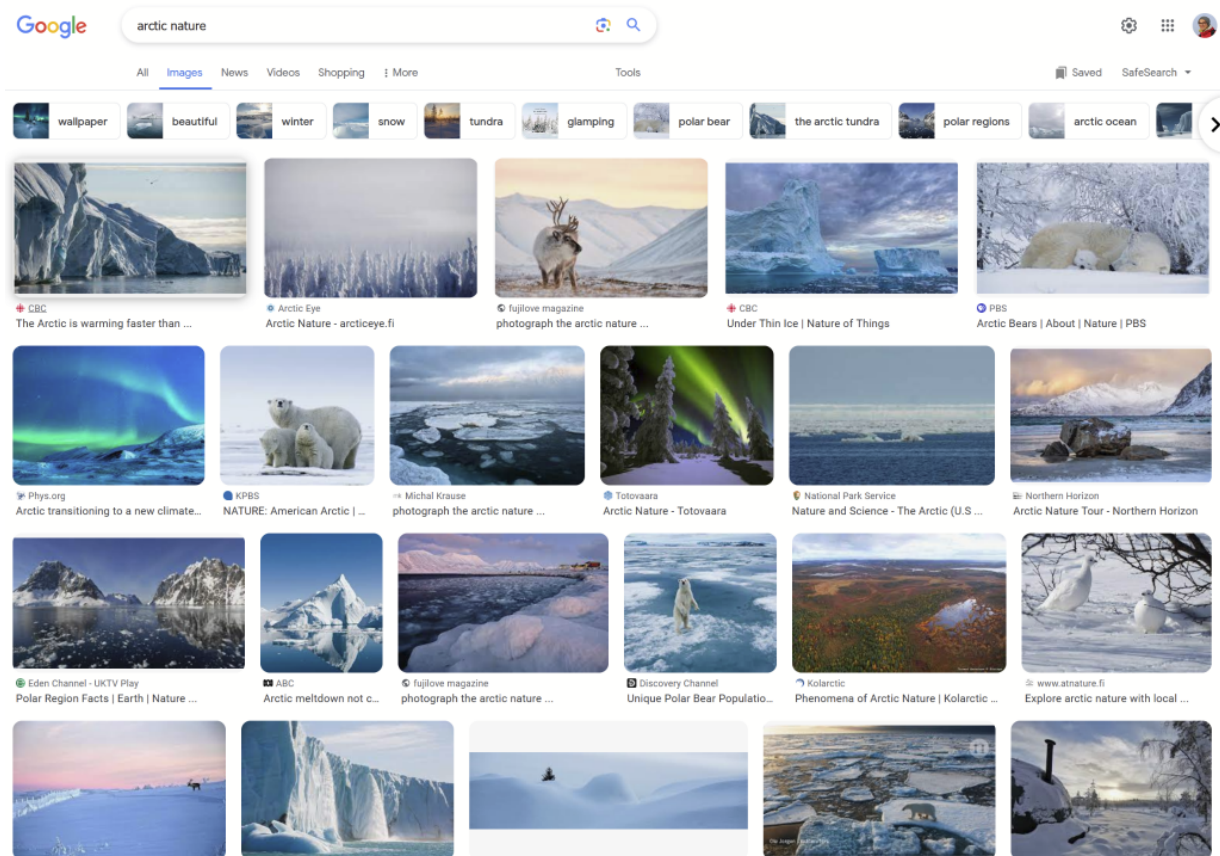 Google
arctic nature
All Images News Videos Shopping More Tools Saved SafeSearch
wallpaper beautiful winter snow tundra glamping polar bear the arctic tundra polar regions arctic ocean
CBC
The Arctic is warming faster than ...
Arctic Eye
Arctic Nature - arcticeye.fi
fujilove magazine
photograph the arctic nature ...
CBC
Under Thin Ice | Nature of Things
PBS
Arctic Bears | About | Nature | PBS
Phys.org
Arctic transitioning to a new climate...
KPBS
NATURE: American Arctic | ...
Michal Krause
photograph the arctic nature ...
Totovaara
Arctic Nature - Totovaara
National Park Service
Nature and Science - The Arctic (U.S ...
Northern Horizon
Arctic Nature Tour - Northern Horizon
Eden Channel - UKTV Play
Polar Region Facts | Earth | Nature ...
ABC
Arctic meltdown not c...
fujilove magazine
photograph the arctic nature ...
Discovery Channel
Unique Polar Bear Populatio...
Kolarctic
Phenomena of Arctic Nature | Kolarctic ...
www.atnature.fi
Explore arctic nature with local ...